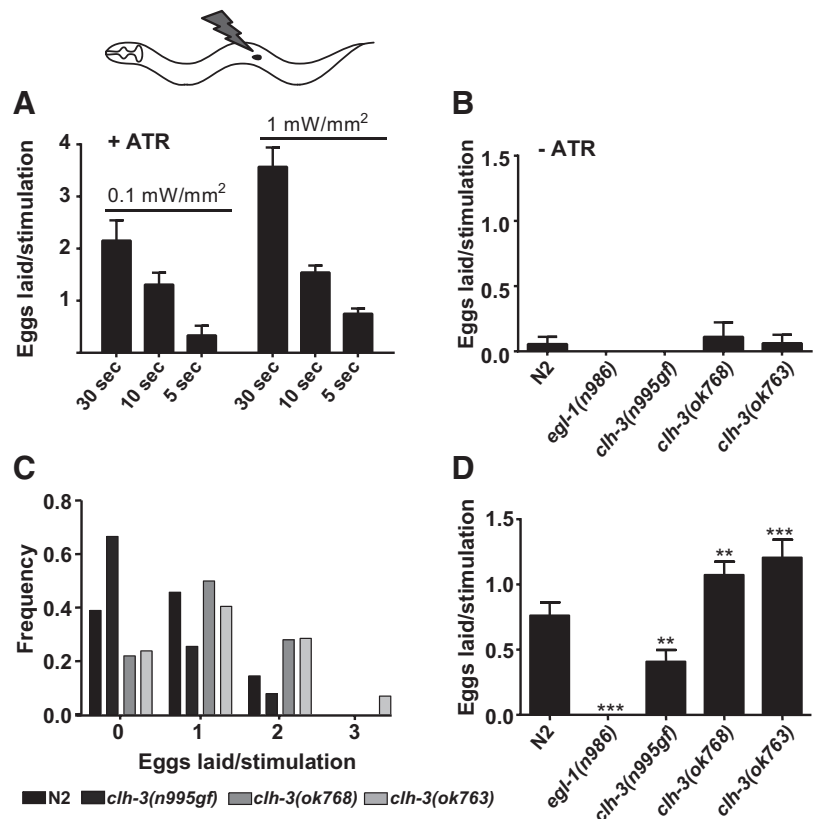 A
+ ATR
0.1 mW/mm²
1 mW/mm²
Eggs laid/stimulation
4
3
2
1
30 sec
10 sec
5 sec
30 sec
10 sec
5 sec
B
- ATR
Eggs laid/stimulation
1.5
1.0
0.5
0.0
N2
egl-1(n986)
clh-3(n995gf)
clh-3(ok768)
clh-3(ok763)
C
Frequency
0.8
0.6
0.4
0.2
0.0
0
1
2
3
Eggs laid/stimulation
N2 clh-3(n995gf) clh-3(ok768) clh-3(ok763)
D
Eggs laid/stimulation
1.5
1.0
0.5
0.0
***
**
**
***
N2
egl-1(n986)
clh-3(n995gf)
clh-3(ok768)
clh-3(ok763)